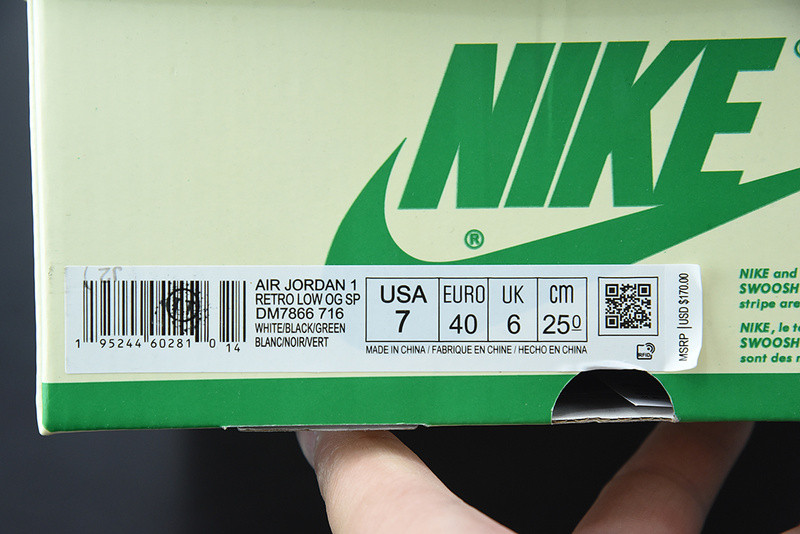 NIKE
®
AIR JORDAN 1
RETRO LOW OG SP
DM7866 716
WHITE/BLACK/GREEN
BLANC/NOIR/VERT
1 95244 60281 0 14
USA
7
EURO
40
UK
6
cm
25.0
MADE IN CHINA / FABRIQUE EN CHINE / HECHO EN CHINA
RFID
MSRP USD $170.00
NIKE and
SWOOSH
stripe are
NIKE, le
SWOOSH
sont des